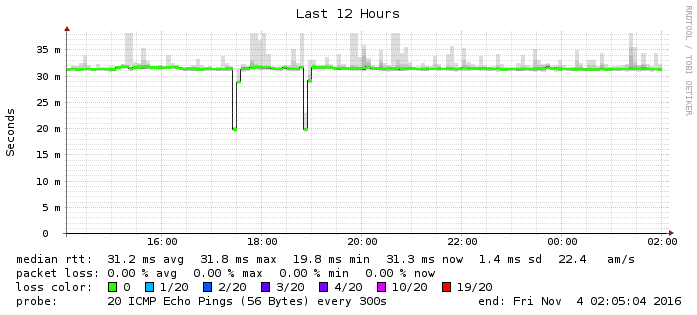 Last 12 Hours
RRDTOOL / TOBI OETIKER
Seconds
35 m
30 m
25 m
20 m
15 m
10 m
5 m
0
16:00 18:00 20:00 22:00 00:00 02:00
median rtt: 31.2 ms avg 31.8 ms max 19.8 ms min 31.3 ms now 1.4 ms sd 22.4 am/s
packet loss: 0.00 % avg 0.00 % max 0.00 % min 0.00 % now
loss color: 0 1/20 2/20 3/20 4/20 10/20 19/20
probe: 20 ICMP Echo Pings (56 Bytes) every 300s end: Fri Nov 4 02:05:04 2016